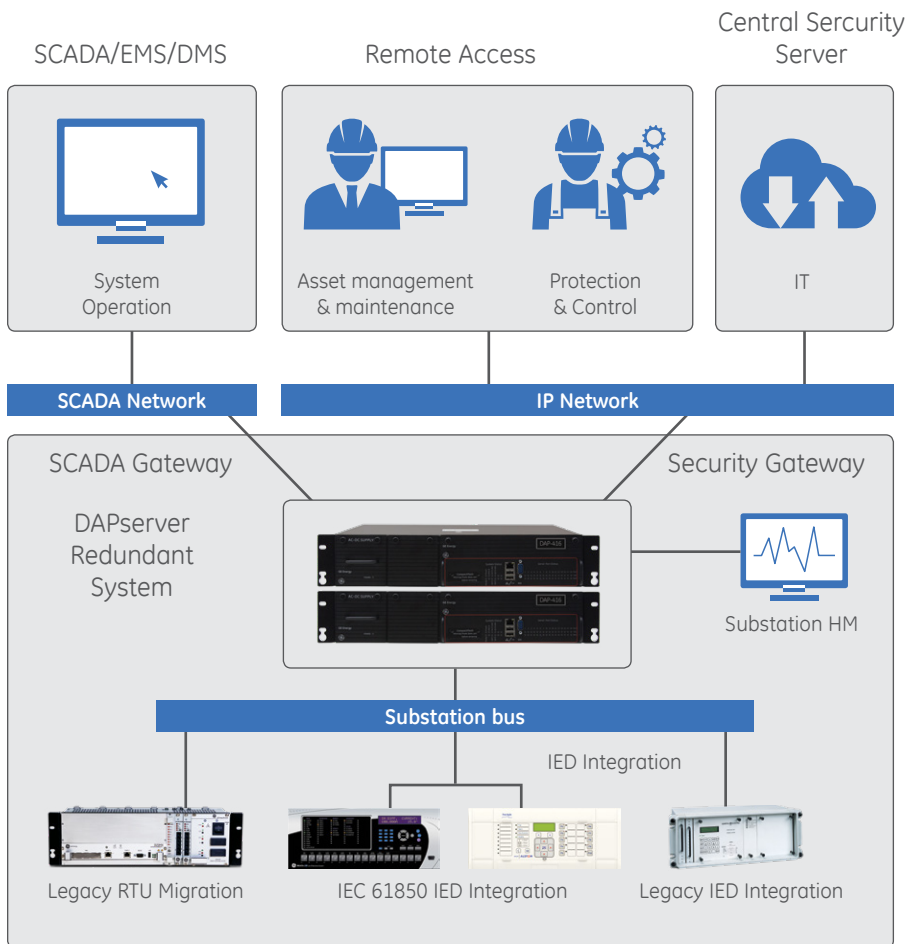 Central Sercurity
Server
SCADA/EMS/DMS
Remote Access
System
Operation
Asset management
& maintenance
Protection
& Control
IT
SCADA Network
IP Network
SCADA Gateway
Security Gateway
DAPserver
Redundant
System
Substation HM
Substation bus
IED Integration
Legacy RTU Migration
IEC 61850 IED Integration
Legacy IED Integration